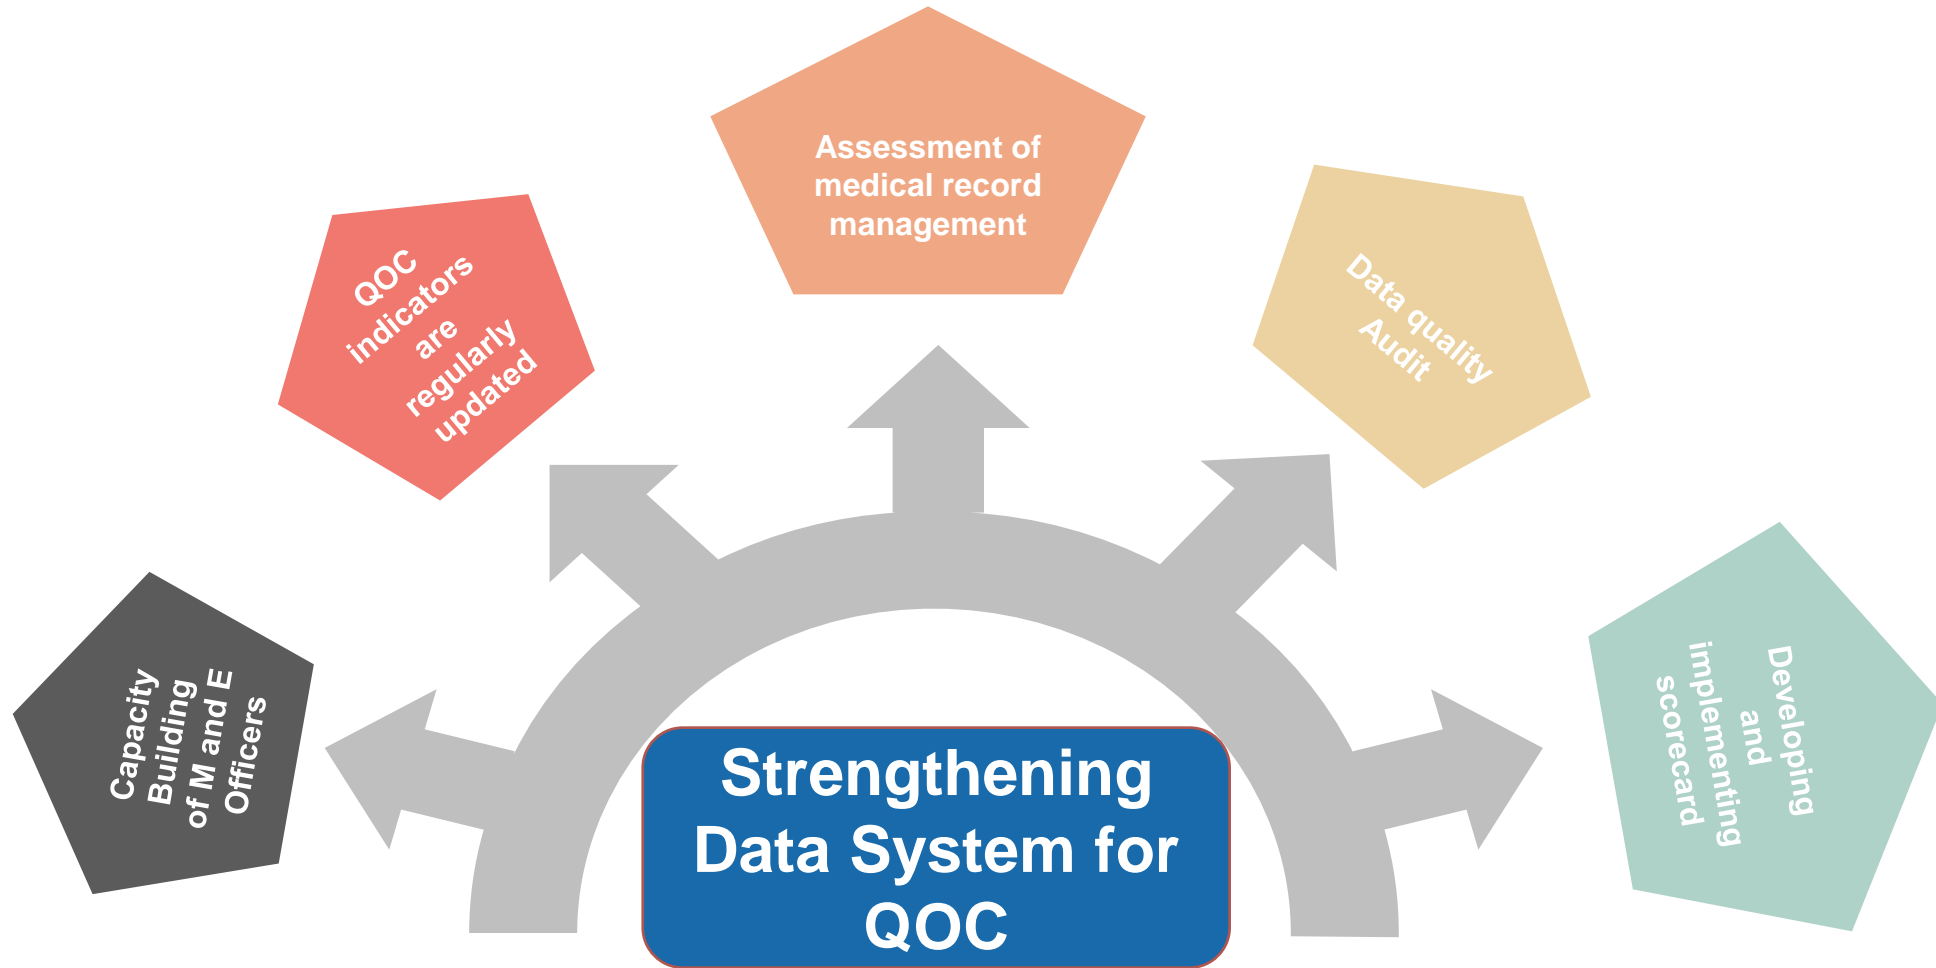 Assessment of
medical record
management
QOC
indicators
are
regularly
updated
Data quality
Audit
Capacity
Building
of M and E
Officers
Developing
and
implementing
scorecard
Strengthening
Data System for
QOC